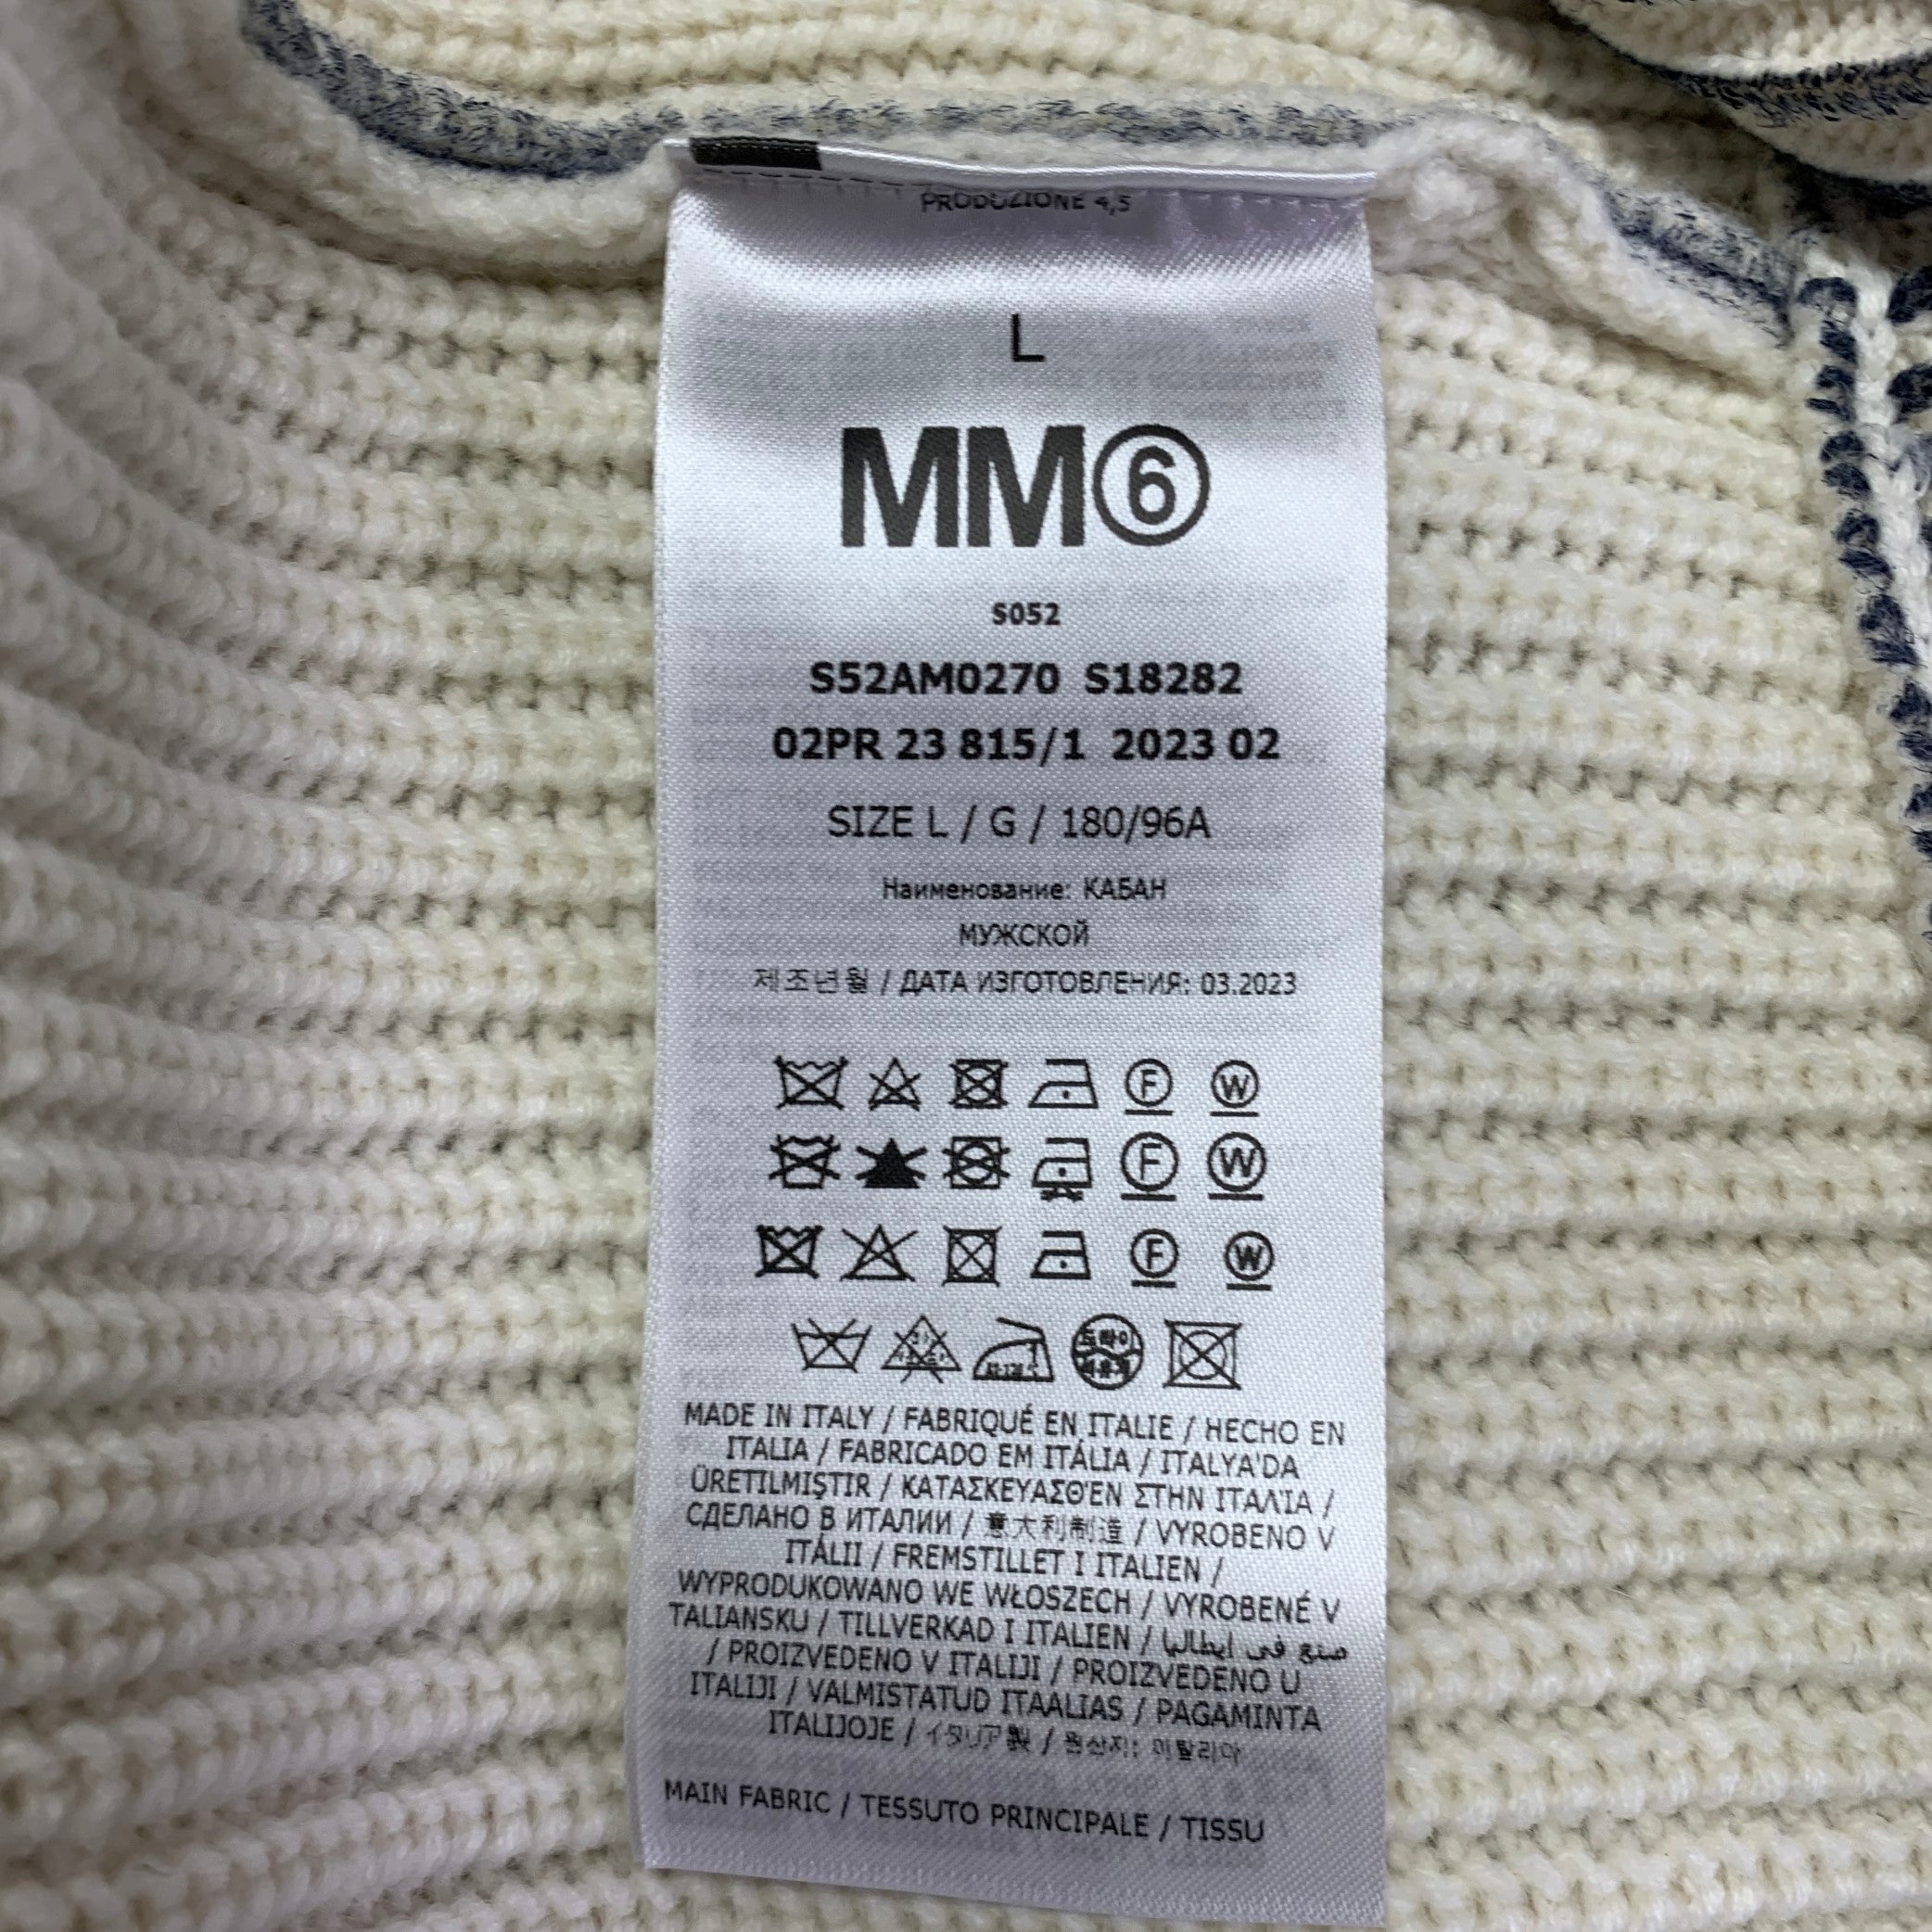 PRODUZIONE 4,5
L
MM⑥
S052
S52AM0270 S18282
02PR 23 815/1 2023 02
SIZE L / G / 180/96A
Наименование: КАБАН
МУЖСКОЙ
제조년월 / ДАТА ИЗГОТОВЛЕНИЯ: 03.2023
F W
F W
F W
MADE IN ITALY / FABRIQUÉ EN ITALIE / HECHO EN
ITALIA / FABRICADO EM ITÁLIA / ITALYA'DA
ÜRETILMIŞTIR / ΚΑΤΑΣΚΕΥΑΣΘΈΝ ΣΤΗΝ ΙΤΑΛΊΑ /
СДЕЛАНО В ИТАЛИИ / 意大利制造 / VYROBENO V
ITÁLII / FREMSTILLET I ITALIEN /
WYPRODUKOWANO WE WŁOSZECH / VYROBENÉ V
TALIANSKU / TILLVERKAD I ITALIEN / صنع في ايطاليا
/ PROIZVEDENO V ITALIJI / PROIZVEDENO U
ITALIJI / VALMISTATUD ITAALIAS / PAGAMINTA
ITALIJOJE / イタリア製 / 원산지: 이탈리아
MAIN FABRIC / TESSUTO PRINCIPALE / TISSU